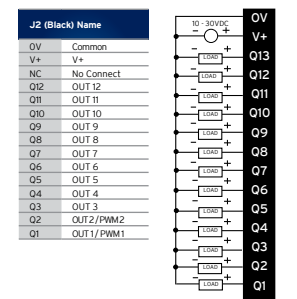 J2 (Black) Name
0V Common
V+ V+
NC No Connect
Q12 OUT 12
Q11 OUT 11
Q10 OUT 10
Q9 OUT 9
Q8 OUT 8
Q7 OUT 7
Q6 OUT 6
Q5 OUT 5
Q4 OUT 4
Q3 OUT 3
Q2 OUT2/PWM2
Q1 OUT1/PWM1
10 - 30VDC
- +
0V
V+
- +
LOAD
Q13
- +
LOAD
Q12
- +
LOAD
Q11
- +
LOAD
Q10
- +
LOAD
Q9
- +
LOAD
Q8
- +
LOAD
Q7
- +
LOAD
Q6
- +
LOAD
Q5
- +
LOAD
Q4
- +
LOAD
Q3
- +
LOAD
Q2
- +
LOAD
Q1